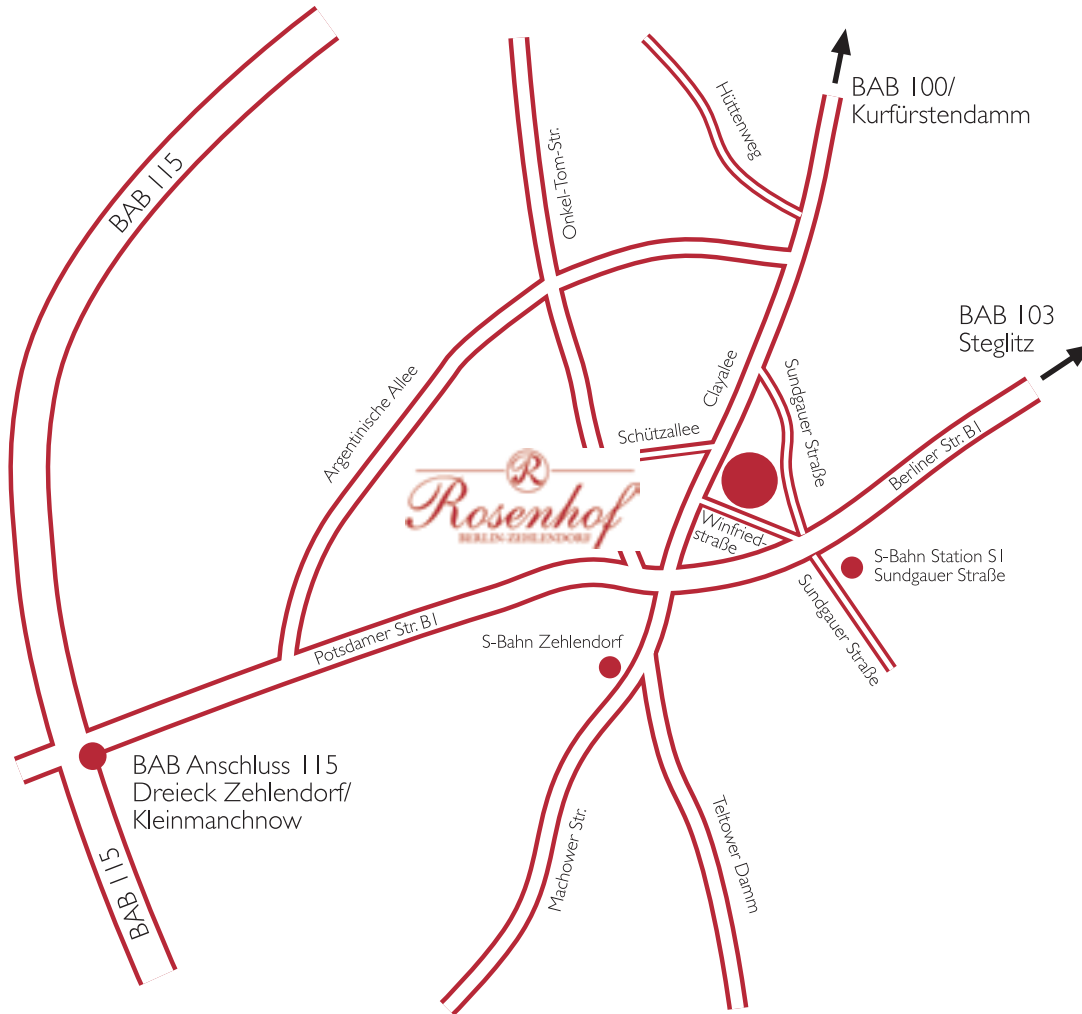 BAB 100/
Kurfürstendamm
Hüttenweg
Onkel-Tom-Str.
BAB 115
BAB 103
Steglitz
Clayalee
Sundgauer Straße
Argentinische Allee
Schützallee
Berliner Str. B1
R
Rosenhof
BERLIN-ZEHLENDORF
Winfried-
straße
S-Bahn Station S1
Sundgauer Straße
Sundgauer Straße
Potsdamer Str. B1
S-Bahn Zehlendorf
BAB Anschluss 115
Dreieck Zehlendorf/
Kleinmanchnow
BAB 115
Machower Str.
Teltower Damm